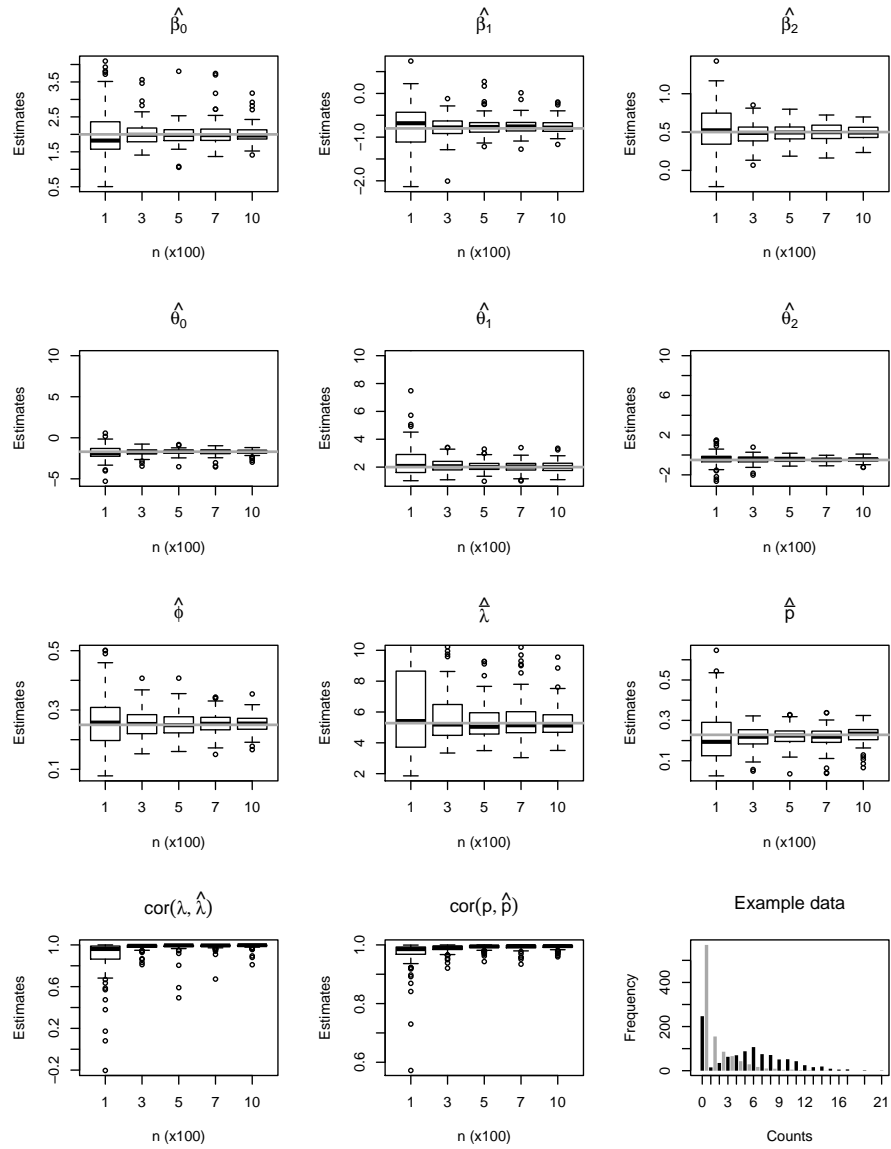 β̂₀
β̂₁
β̂₂
Estimates
0.5 1.5 2.5 3.5
1 3 5 7 10
n (x100)
Estimates
−2.0 −1.0 0.0
1 3 5 7 10
n (x100)
Estimates
0.0 0.5 1.0
1 3 5 7 10
n (x100)
θ̂₀
θ̂₁
θ̂₂
Estimates
−5 0 10
1 3 5 7 10
n (x100)
Estimates
2 4 6 8 10
1 3 5 7 10
n (x100)
Estimates
−2 10
1 3 5 7 10
n (x100)
ϕ̂
λ̂̄
p̂̄
Estimates
0.1 0.3 0.5
1 3 5 7 10
n (x100)
Estimates
2 4 6 8 10
1 3 5 7 10
n (x100)
Estimates
0.1 0.3 0.5
1 3 5 7 10
n (x100)
cor(λ, λ̂)
cor(p, p̂)
Example data
Estimates
−0.2 0.2 0.6 1.0
1 3 5 7 10
n (x100)
Estimates
0.6 0.8 1.0
1 3 5 7 10
n (x100)
Frequency
0 200 400
0 3 6 9 12 16 21
Counts